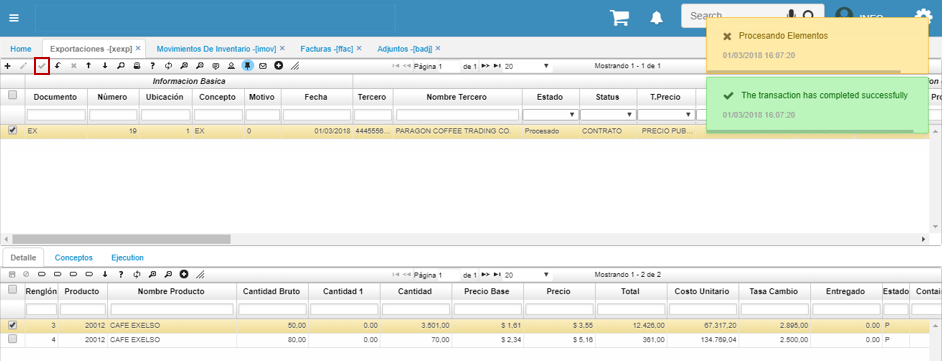 Search
INFO
Home
Exportaciones -[xexp]
Movimientos De Inventario -[imov]
Facturas -[ffac]
Adjuntos -[badj]
Procesando Elementos
01/03/2018 16:07:20
The transaction has completed successfully
01/03/2018 16:07:20
Página 1 de 1 20 Mostrando 1 - 1 de 1
Informacion Basica
Documento Número Ubicación Concepto Motivo Fecha Tercero Nombre Tercero Estado Status T.Precio
EX 19 1 EX 0 01/03/2018 4445556... PARAGON COFFEE TRADING CO. Procesado CONTRATO PRECIO PUB...
Detalle Conceptos Ejecution
Página 1 de 1 20 Mostrando 1 - 2 de 2
Renglón Producto Nombre Producto Cantidad Bruto Cantidad 1 Cantidad Precio Base Precio Total Costo Unitario Tasa Cambio Entregado Estado Contai
3 20012 CAFE EXELSO 50,00 0.00 3.501,00 $ 1,61 $ 3,55 12.426,00 67.317,20 2.895,00 0.00 P
4 20012 CAFE EXELSO 80,00 0.00 70,00 $ 2,34 $ 5,16 361,00 134.769,04 2.500,00 0.00 P